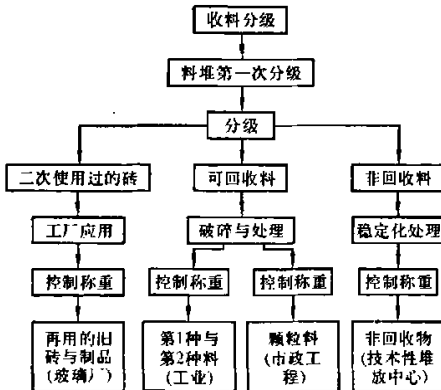 收料分级
料堆第一次分级
分级
二次使用过的砖
可回收料
非回收料
工厂应用
破碎与处理
稳定化处理
控制称重
控制称重
控制称重
控制称重
再用的旧
砖与制品
(玻璃厂)
第1种与
第2种料
(工业)
颗粒料
(市政工
程)
非回收物
(技术性堆
放中心)